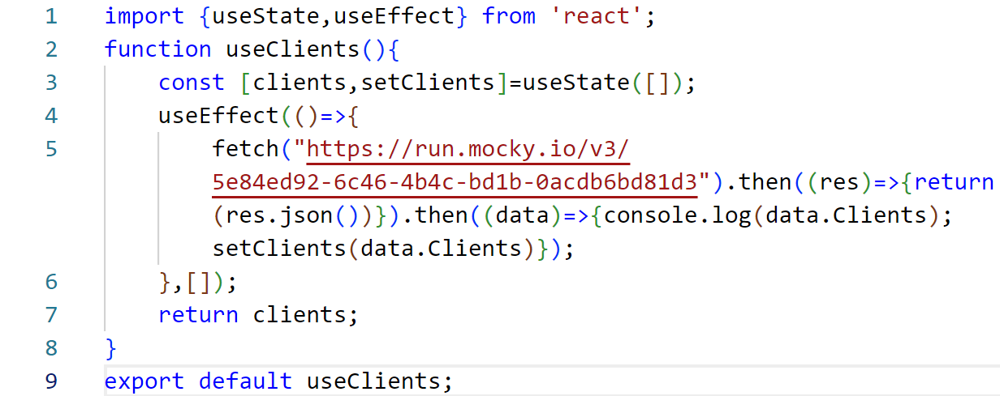 1 import {useState,useEffect} from 'react';
2 function useClients(){
3 const [clients,setClients]=useState([]);
4 useEffect(()=>{
5 fetch("https://run.mocky.io/v3/
5e84ed92-6c46-4b4c-bd1b-0acdb6bd81d3").then((res)=>{return
(res.json())}).then((data)=>{console.log(data.Clients);
setClients(data.Clients)});
6 },[]);
7 return clients;
8 }
9 export default useClients;